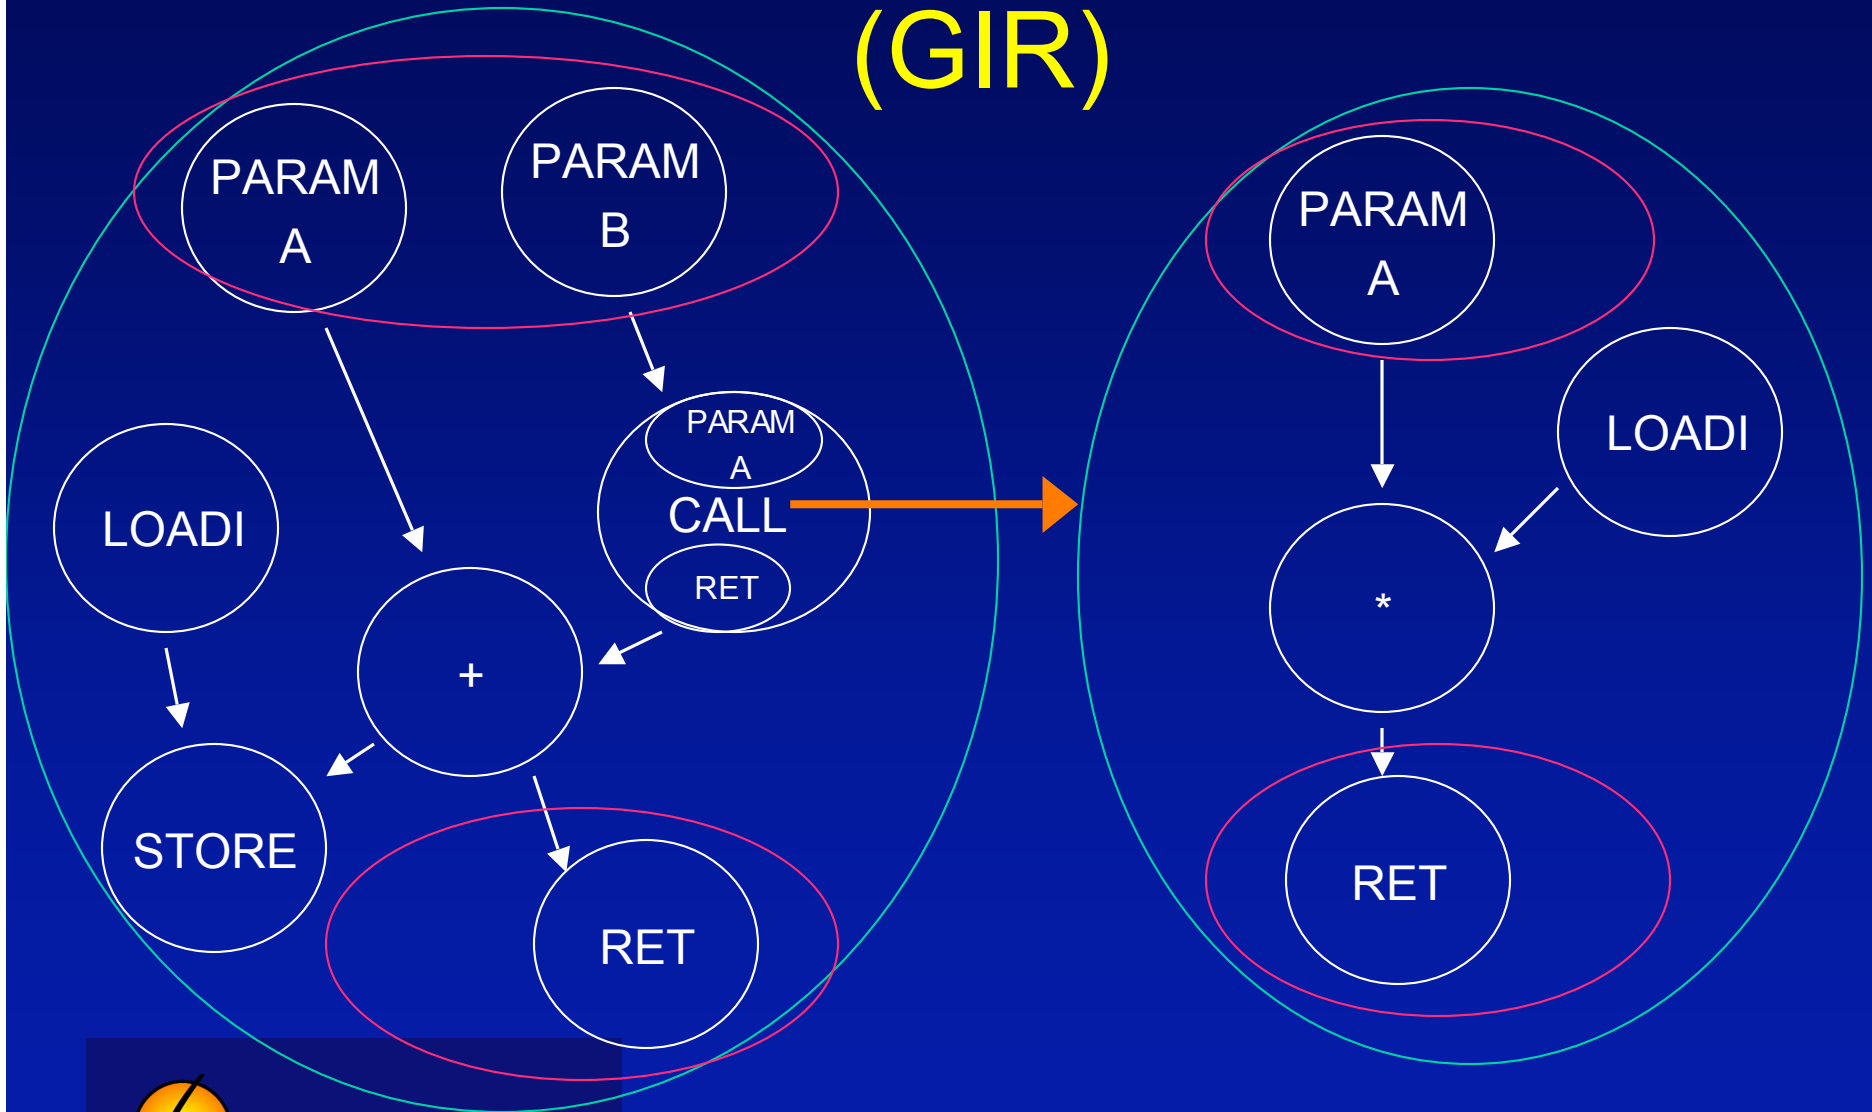 (GIR)
PARAM
A
PARAM
B
PARAM
A
CALL
RET
LOADI
+
STORE
RET
PARAM
A
LOADI
*
RET